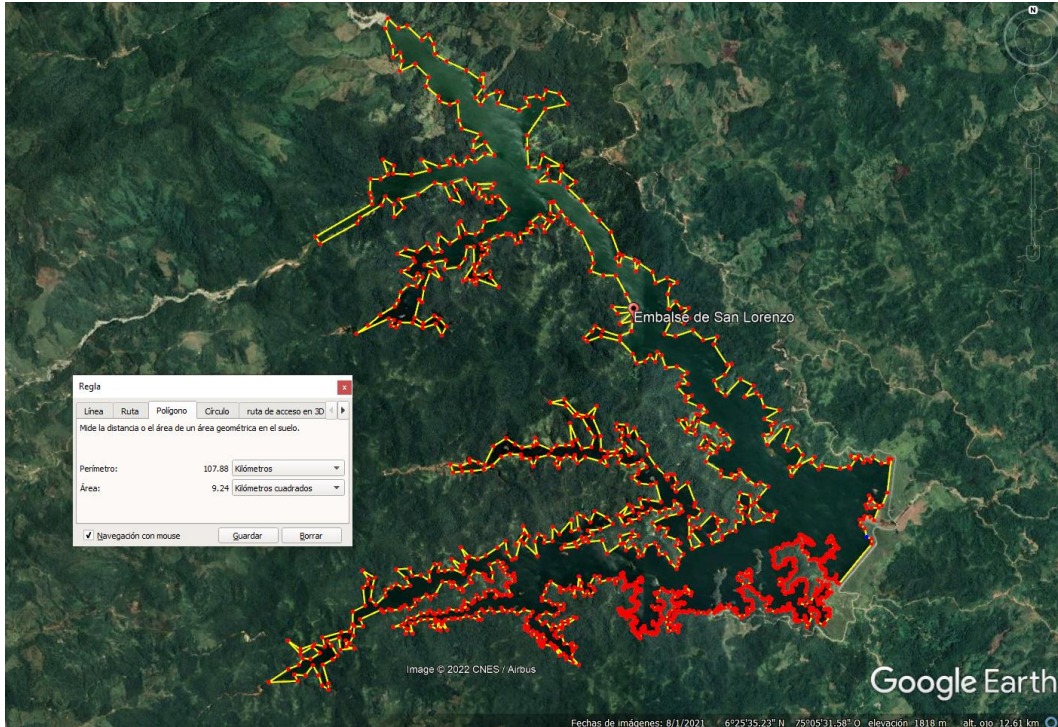 N
Embalse de San Lorenzo
Regla
x
Línea Ruta Polígono Círculo ruta de acceso en 3D
Mide la distancia o el área de un área geométrica en el suelo.
Perímetro: 107.88 Kilómetros
Área: 9.24 Kilómetros cuadrados
Navegación con mouse Guardar Borrar
Image © 2022 CNES / Airbus
Google Earth
Fechas de imágenes: 8/1/2021 6°25'35.23" N 75°05'31.58" O elevación 1818 m alt. ojo 12.61 km